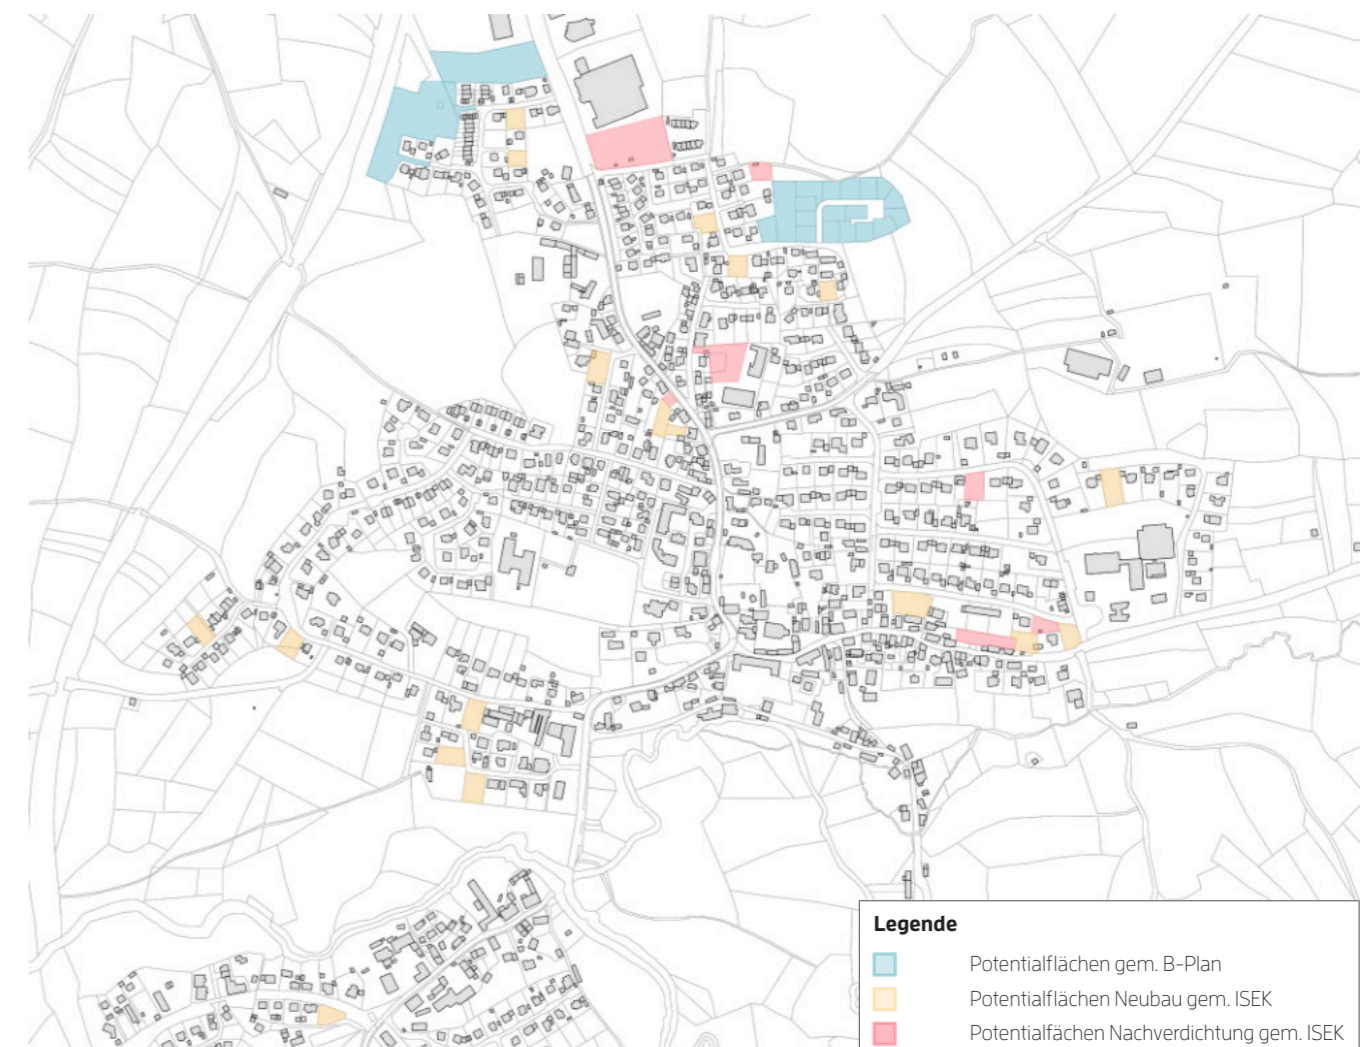 Legende
Potentialflächen gem. B-Plan
Potentialflächen Neubau gem. ISEK
Potentialfächen Nachverdichtung gem. ISEK